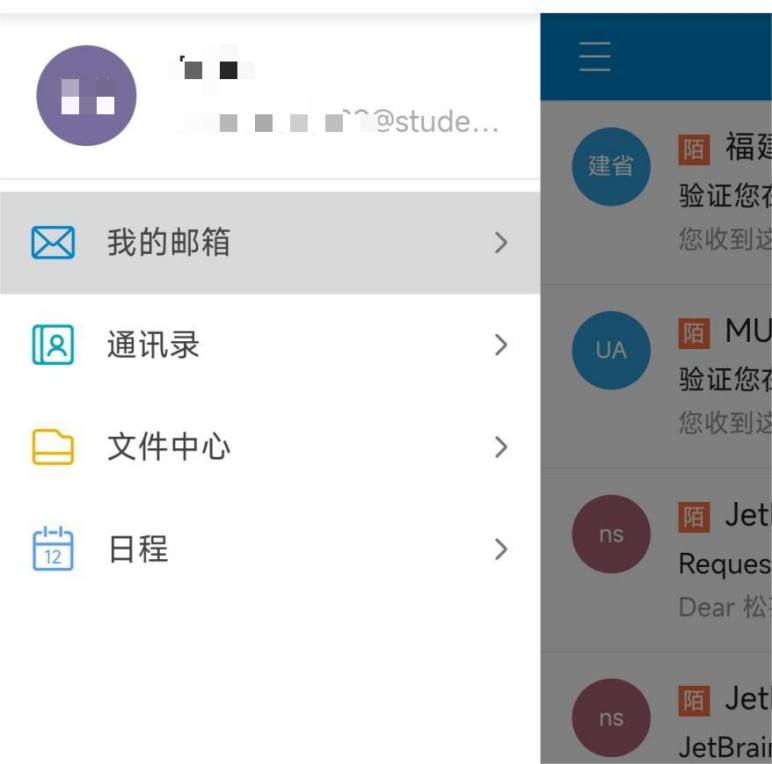 @stude...
我的邮箱
通讯录
文件中心
12
日程
建省
陌 福建
验证您在
您收到这
UA
陌 MU
验证您在
您收到这
ns
陌 Jet
Reques
Dear 松
ns
陌 Jet
JetBrai